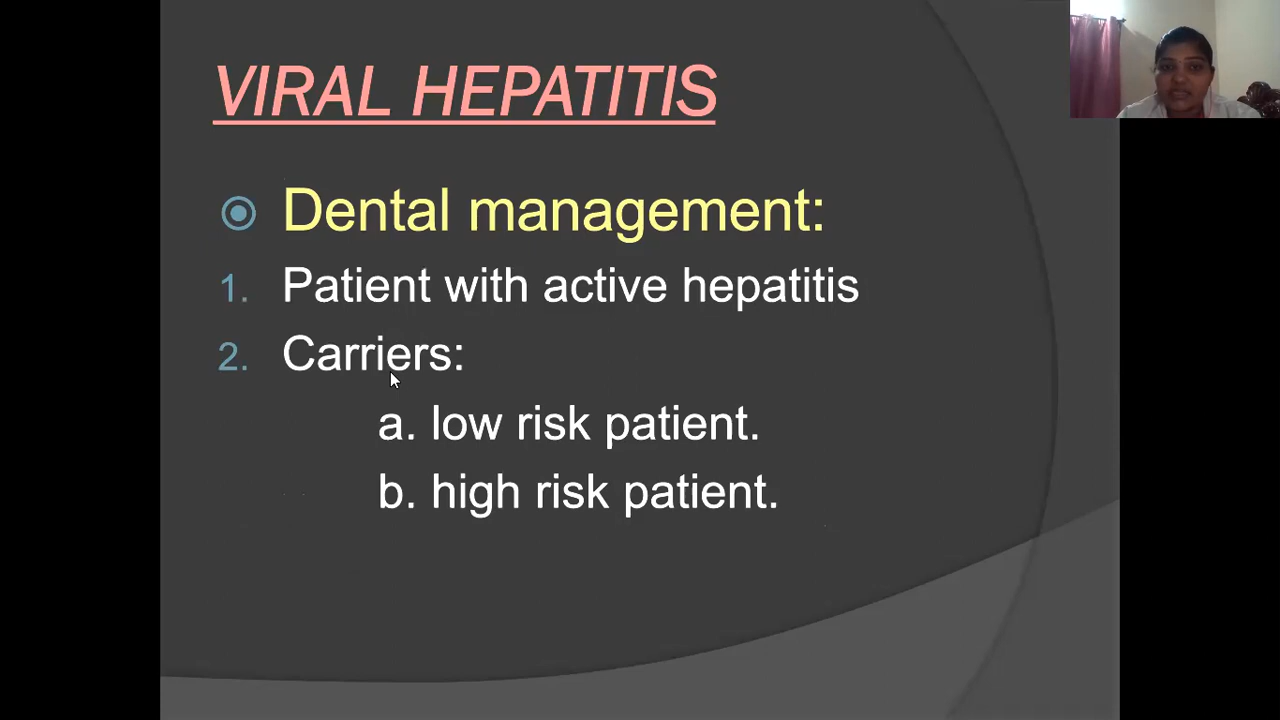 VIRAL HEPATITIS
Dental management:
1. Patient with active hepatitis
2. Carriers:
a. low risk patient.
b. high risk patient.